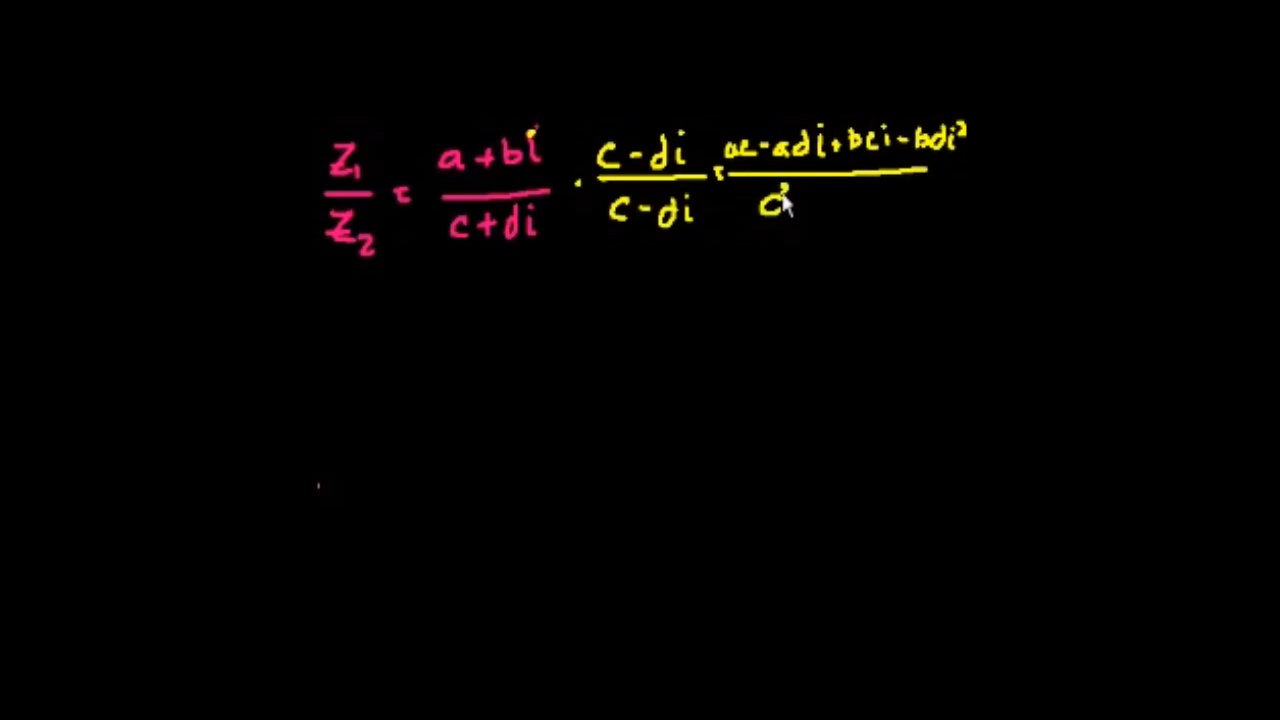 z₁/z₂ = (a+bi)/(c+di) · (c-di)/(c-di) = (ac-adi+bci-bdi²)/c²